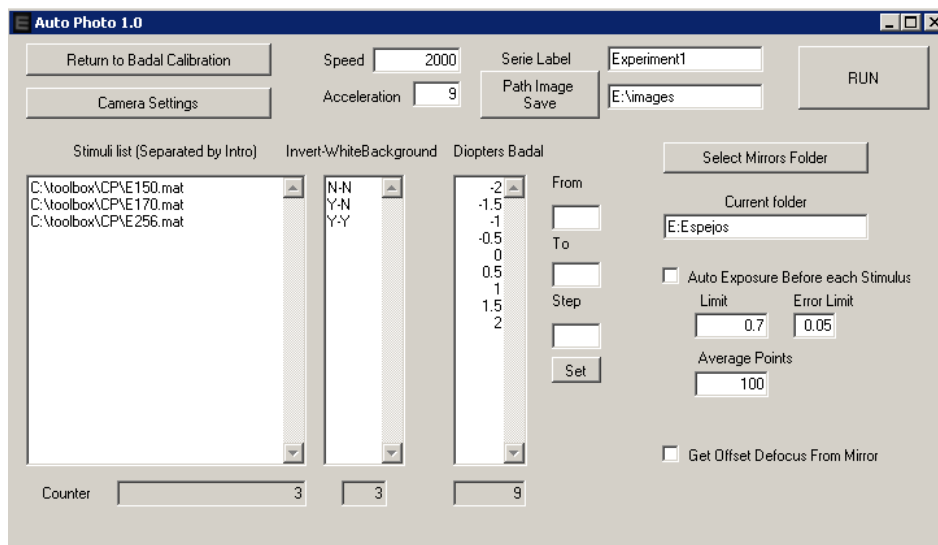 Auto Photo 1.0
Return to Badal Calibration
Camera Settings
Speed 2000
Acceleration 9
Serie Label Experiment1
Path Image Save E:\images
RUN
Stimuli list (Separated by Intro)
C:\toolbox\CP\E150.mat
C:\toolbox\CP\E170.mat
C:\toolbox\CP\E256.mat
Invert-WhiteBackground
N-N
Y-N
Y-Y
Diopters Badal
-2
-1.5
-1
-0.5
0
0.5
1
1.5
2
From
To
Step
Set
Select Mirrors Folder
Current folder
E:Espejos
Auto Exposure Before each Stimulus
Limit Error Limit
0.7 0.05
Average Points
100
Get Offset Defocus From Mirror
Counter 3 3 9